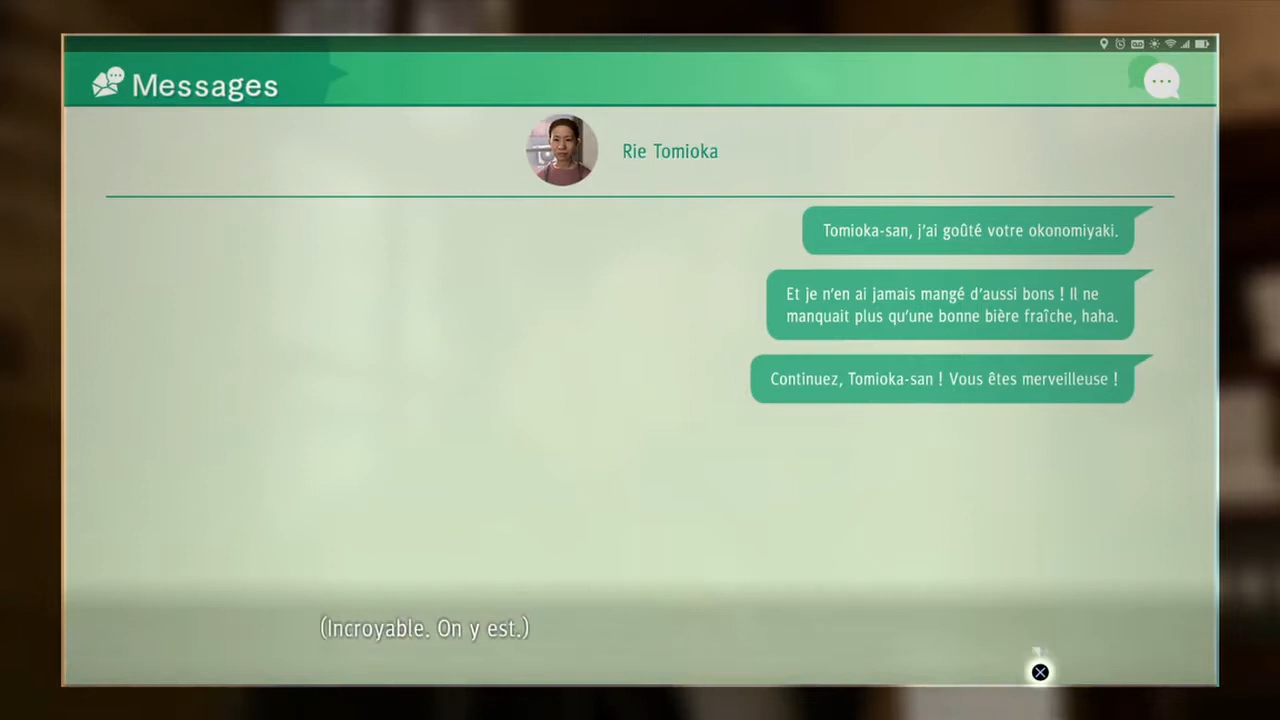 Messages
Rie Tomioka
Tomioka-san, j'ai goûté votre okonomiyaki.
Et je n'en ai jamais mangé d'aussi bons ! Il ne
manquait plus qu'une bonne bière fraîche, haha.
Continuez, Tomioka-san ! Vous êtes merveilleuse !
(Incroyable. On y est.)